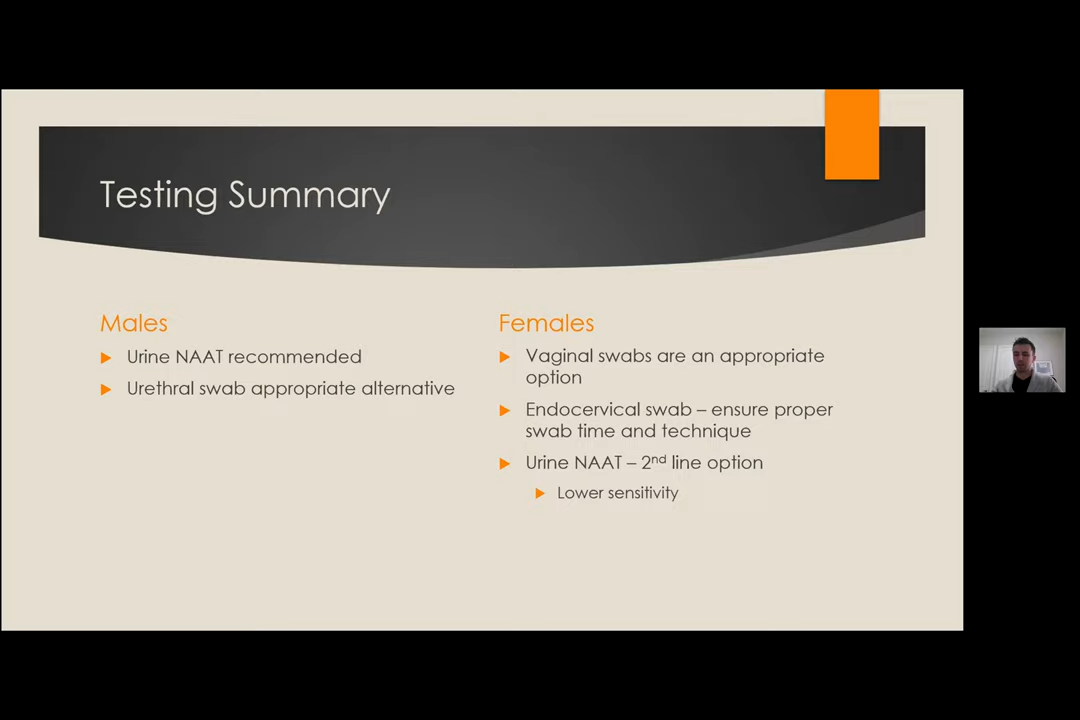 Testing Summary
Males
Urine NAAT recommended
Urethral swab appropriate alternative
Females
Vaginal swabs are an appropriate
option
Endocervical swab – ensure proper
swab time and technique
Urine NAAT – 2nd line option
Lower sensitivity